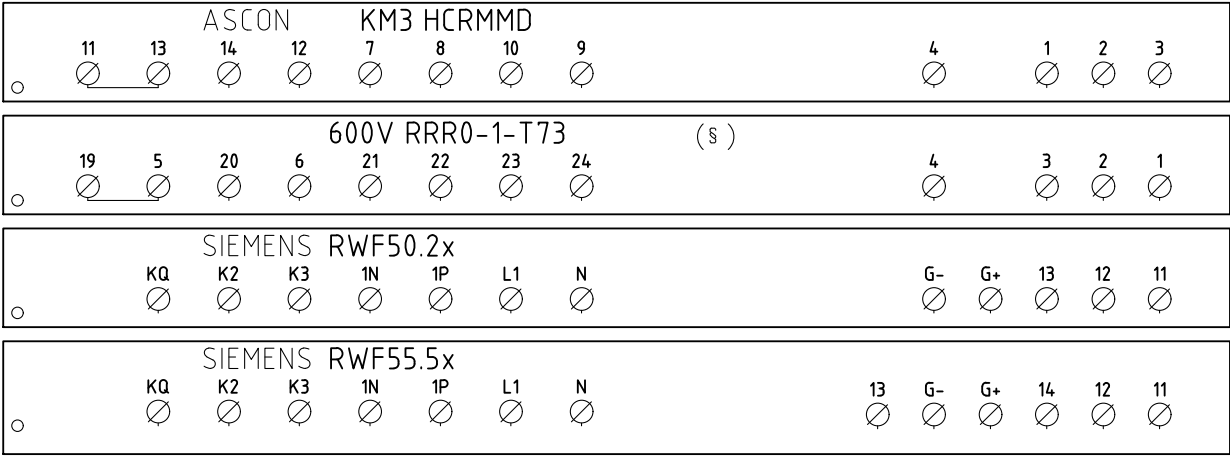 ASCON KM3 HCRMMD
11 13 14 12 7 8 10 9 4 1 2 3
600V RRR0-1-T73 (§)
19 5 20 6 21 22 23 24 4 3 2 1
SIEMENS RWF50.2x
KQ K2 K3 1N 1P L1 N G- G+ 13 12 11
SIEMENS RWF55.5x
KQ K2 K3 1N 1P L1 N 13 G- G+ 14 12 11